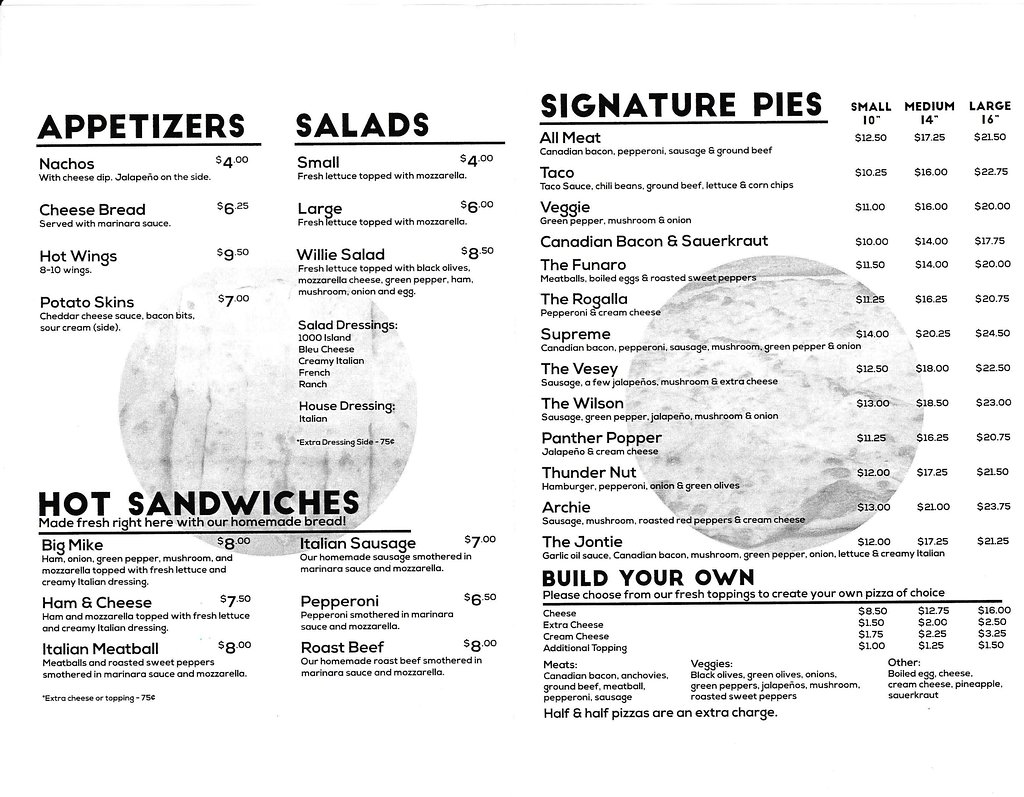 APPETIZERS
Nachos $4.00
With cheese dip. Jalapeño on the side.
Cheese Bread $6.25
Served with marinara sauce.
Hot Wings $9.50
8-10 wings.
Potato Skins $7.00
Cheddar cheese sauce, bacon bits,
sour cream (side).
SALADS
Small $4.00
Fresh lettuce topped with mozzarella.
Large $6.00
Fresh lettuce topped with mozzarella.
Willie Salad $8.50
Fresh lettuce topped with black olives,
mozzarella cheese, green pepper, ham,
mushroom, onion and egg.
Salad Dressings:
1000 Island
Bleu Cheese
Creamy Italian
French
Ranch
House Dressing:
Italian
*Extra Dressing Side - 75¢
HOT SANDWICHES
Made fresh right here with our homemade bread!
Big Mike $8.00
Ham, onion, green pepper, mushroom, and
mozzarella topped with fresh lettuce and
creamy Italian dressing.
Ham & Cheese $7.50
Ham and mozzarella topped with fresh lettuce
and creamy Italian dressing.
Italian Meatball $8.00
Meatballs and roasted sweet peppers
smothered in marinara sauce and mozzarella.
*Extra cheese or topping - 75¢
Italian Sausage $7.00
Our homemade sausage smothered in
marinara sauce and mozzarella.
Pepperoni $6.50
Pepperoni smothered in marinara
sauce and mozzarella.
Roast Beef $8.00
Our homemade roast beef smothered in
marinara sauce and mozzarella.
SIGNATURE PIES SMALL MEDIUM LARGE
10" 14" 16"
All Meat $12.50 $17.25 $21.50
Canadian bacon, pepperoni, sausage & ground beef
Taco $10.25 $16.00 $22.75
Taco Sauce, chili beans, ground beef, lettuce & corn chips
Veggie $11.00 $16.00 $20.00
Green pepper, mushroom & onion
Canadian Bacon & Sauerkraut $10.00 $14.00 $17.75
The Funaro $11.50 $14.00 $20.00
Meatballs, boiled eggs & roasted sweet peppers
The Rogalla $11.25 $16.25 $20.75
Pepperoni & cream cheese
Supreme $14.00 $20.25 $24.50
Canadian bacon, pepperoni, sausage, mushroom, green pepper & onion
The Vesey $12.50 $18.00 $22.50
Sausage, a few jalapeños, mushroom & extra cheese
The Wilson $13.00 $18.50 $23.00
Sausage, green pepper, jalapeño, mushroom & onion
Panther Popper $11.25 $16.25 $20.75
Jalapeño & cream cheese
Thunder Nut $12.00 $17.25 $21.50
Hamburger, pepperoni, onion & green olives
Archie $13.00 $21.00 $23.75
Sausage, mushroom, roasted red peppers & cream cheese
The Jontie $12.00 $17.25 $21.25
Garlic oil sauce, Canadian bacon, mushroom, green pepper, onion, lettuce & creamy Italian
BUILD YOUR OWN
Please choose from our fresh toppings to create your own pizza of choice
Cheese $8.50 $12.75 $16.00
Extra Cheese $1.50 $2.00 $2.50
Cream Cheese $1.75 $2.25 $3.25
Additional Topping $1.00 $1.25 $1.50
Meats:
Canadian bacon, anchovies,
ground beef, meatball,
pepperoni, sausage
Veggies:
Black olives, green olives, onions,
green peppers, jalapeños, mushroom,
roasted sweet peppers
Other:
Boiled egg, cheese,
cream cheese, pineapple,
sauerkraut
Half & half pizzas are an extra charge.